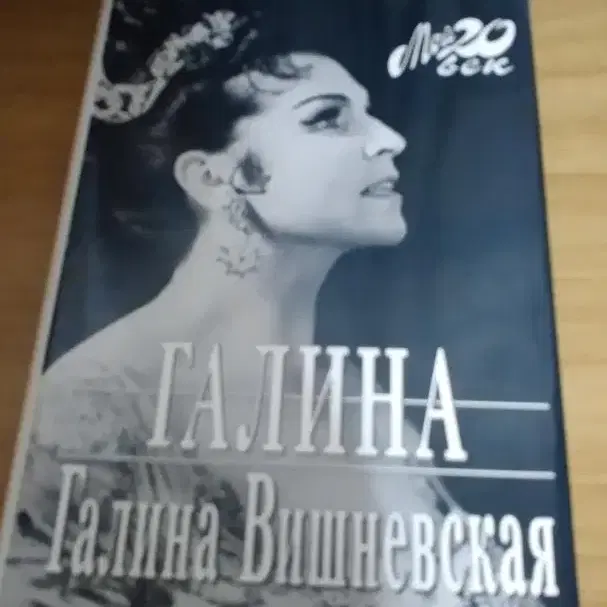 Мой 20
век
ГАЛИНА
Галина Вишневская